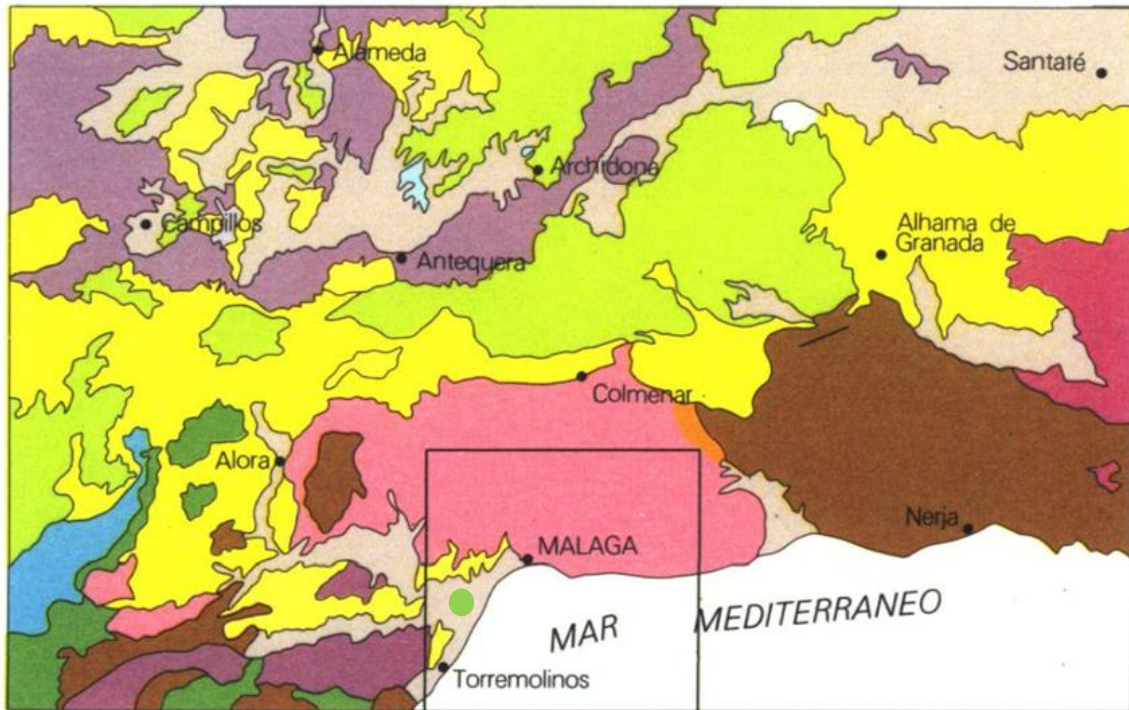 Alameda
Santaté
Archidona
Campillos
Alhama de
Granada
Antequera
Colmenar
Alora
Nerja
MALAGA
MAR MEDITERRANEO
Torremolinos